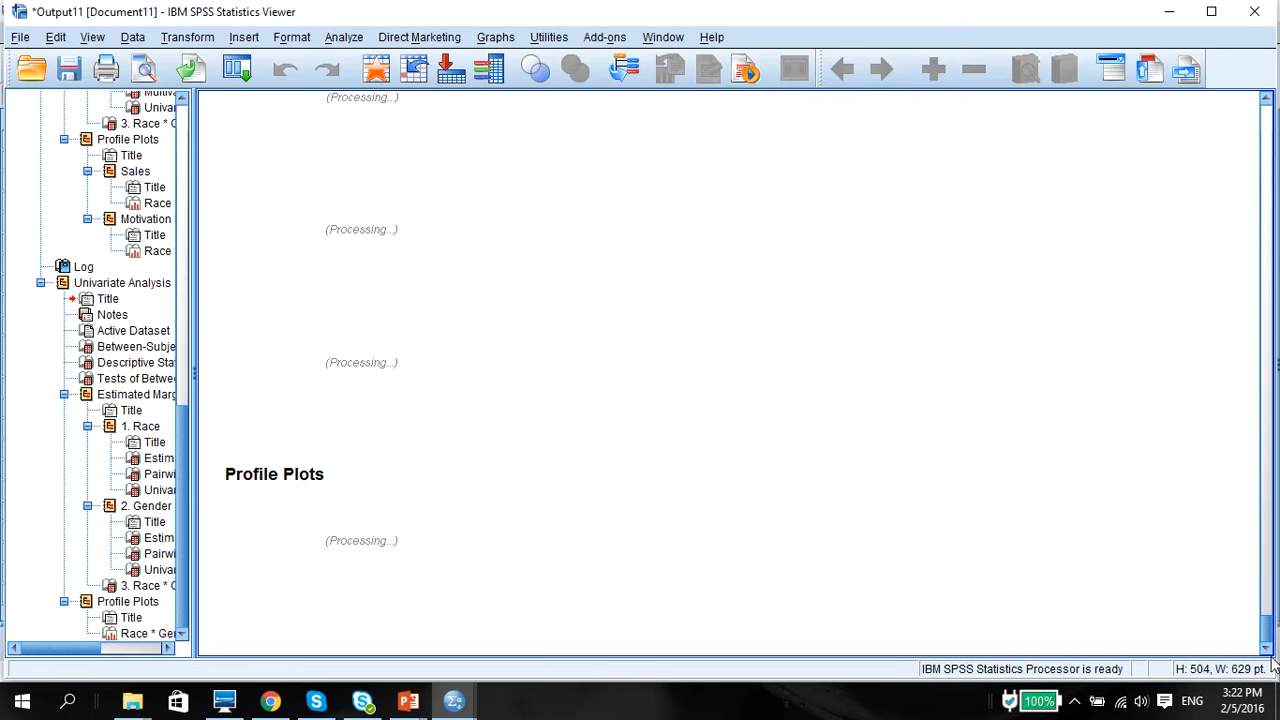 *Output11 [Document11] - IBM SPSS Statistics Viewer
File Edit View Data Transform Insert Format Analyze Direct Marketing Graphs Utilities Add-ons Window Help
Univa
3. Race * C
Profile Plots
Title
Sales
Title
Race
Motivation
Title
Race
Log
Univariate Analysis
Title
Notes
Active Dataset
Between-Subje
Descriptive Sta
Tests of Betwe
Estimated Marg
Title
1. Race
Title
Estim
Pairwi
Univa
2. Gender
Title
Estim
Pairwi
Univa
3. Race * G
Profile Plots
Title
Race * Ge
(Processing...)
(Processing...)
(Processing...)
Profile Plots
(Processing...)
IBM SPSS Statistics Processor is ready
H: 504, W: 629 pt.
100%
ENG
3:22 PM
2/5/2016